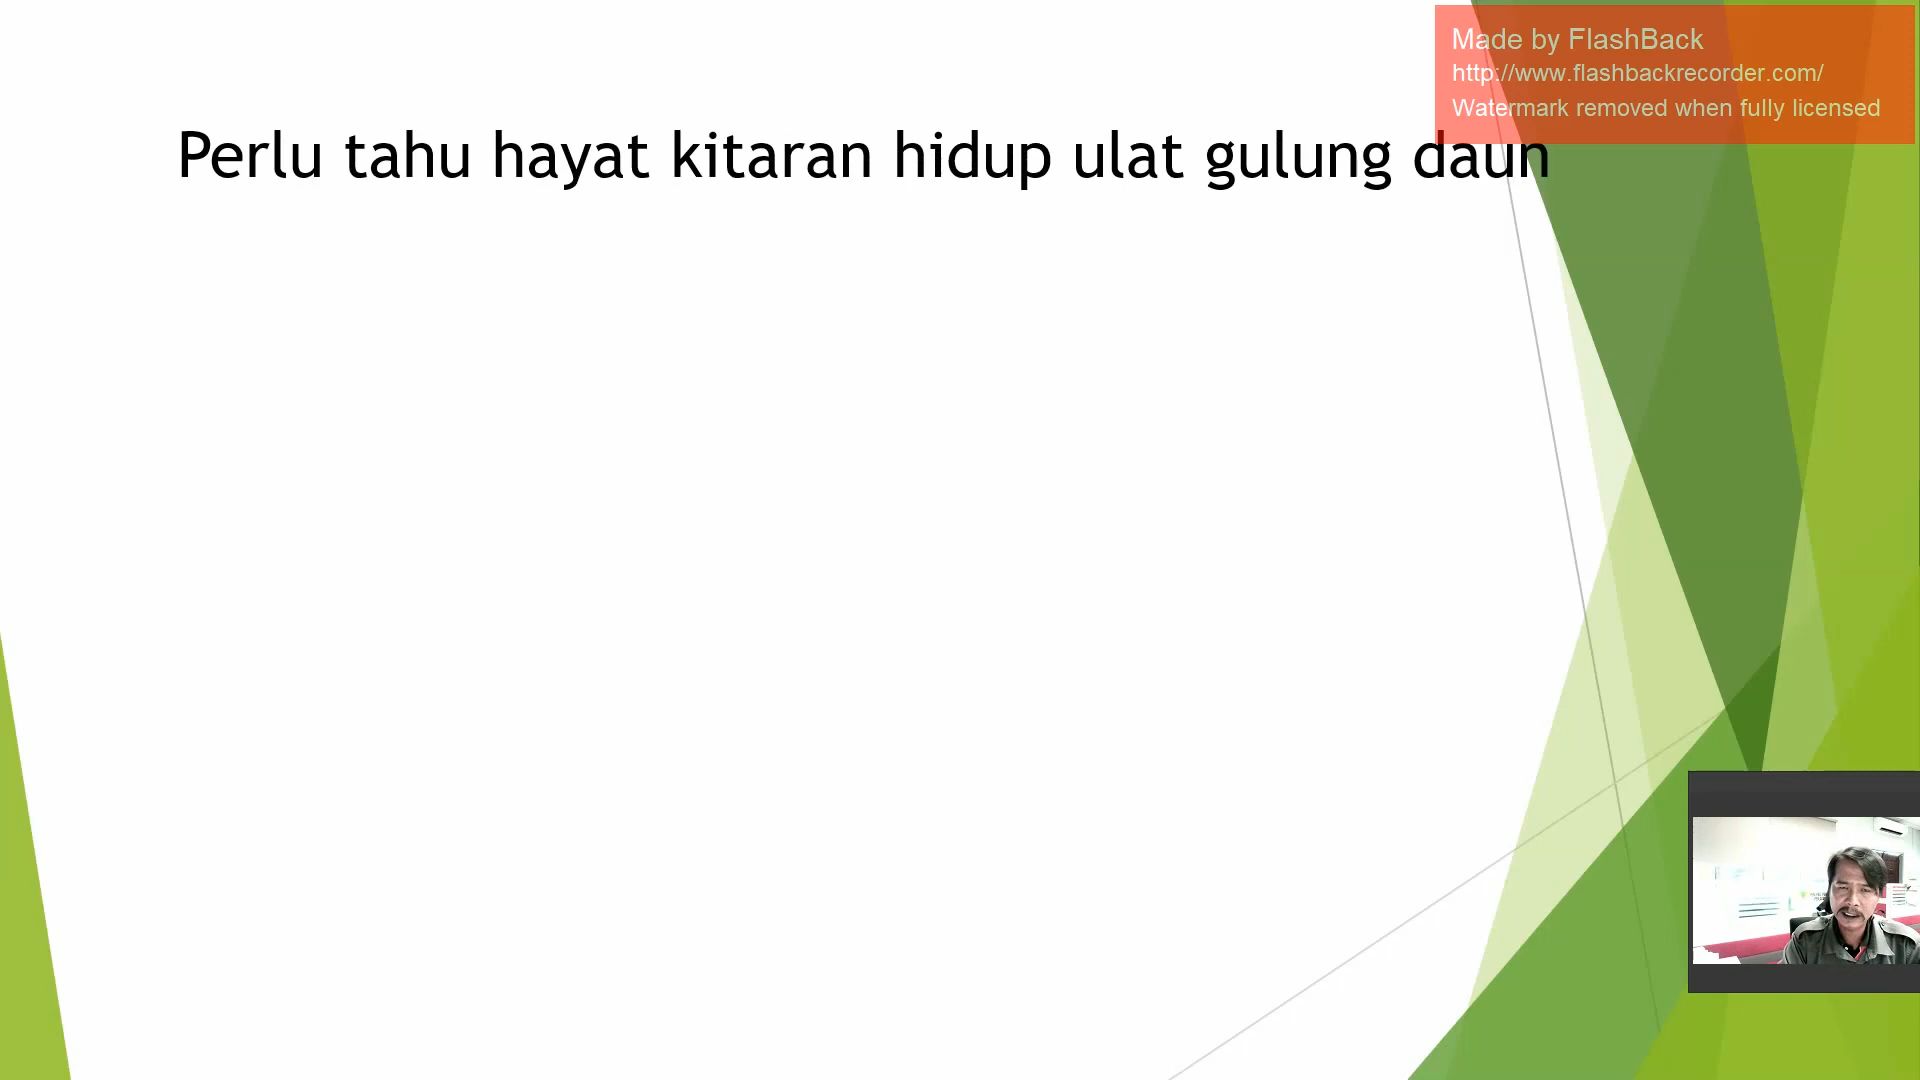 Made by FlashBack
http://www.flashbackrecorder.com/
Watermark removed when fully licensed
Perlu tahu hayat kitaran hidup ulat gulung daun